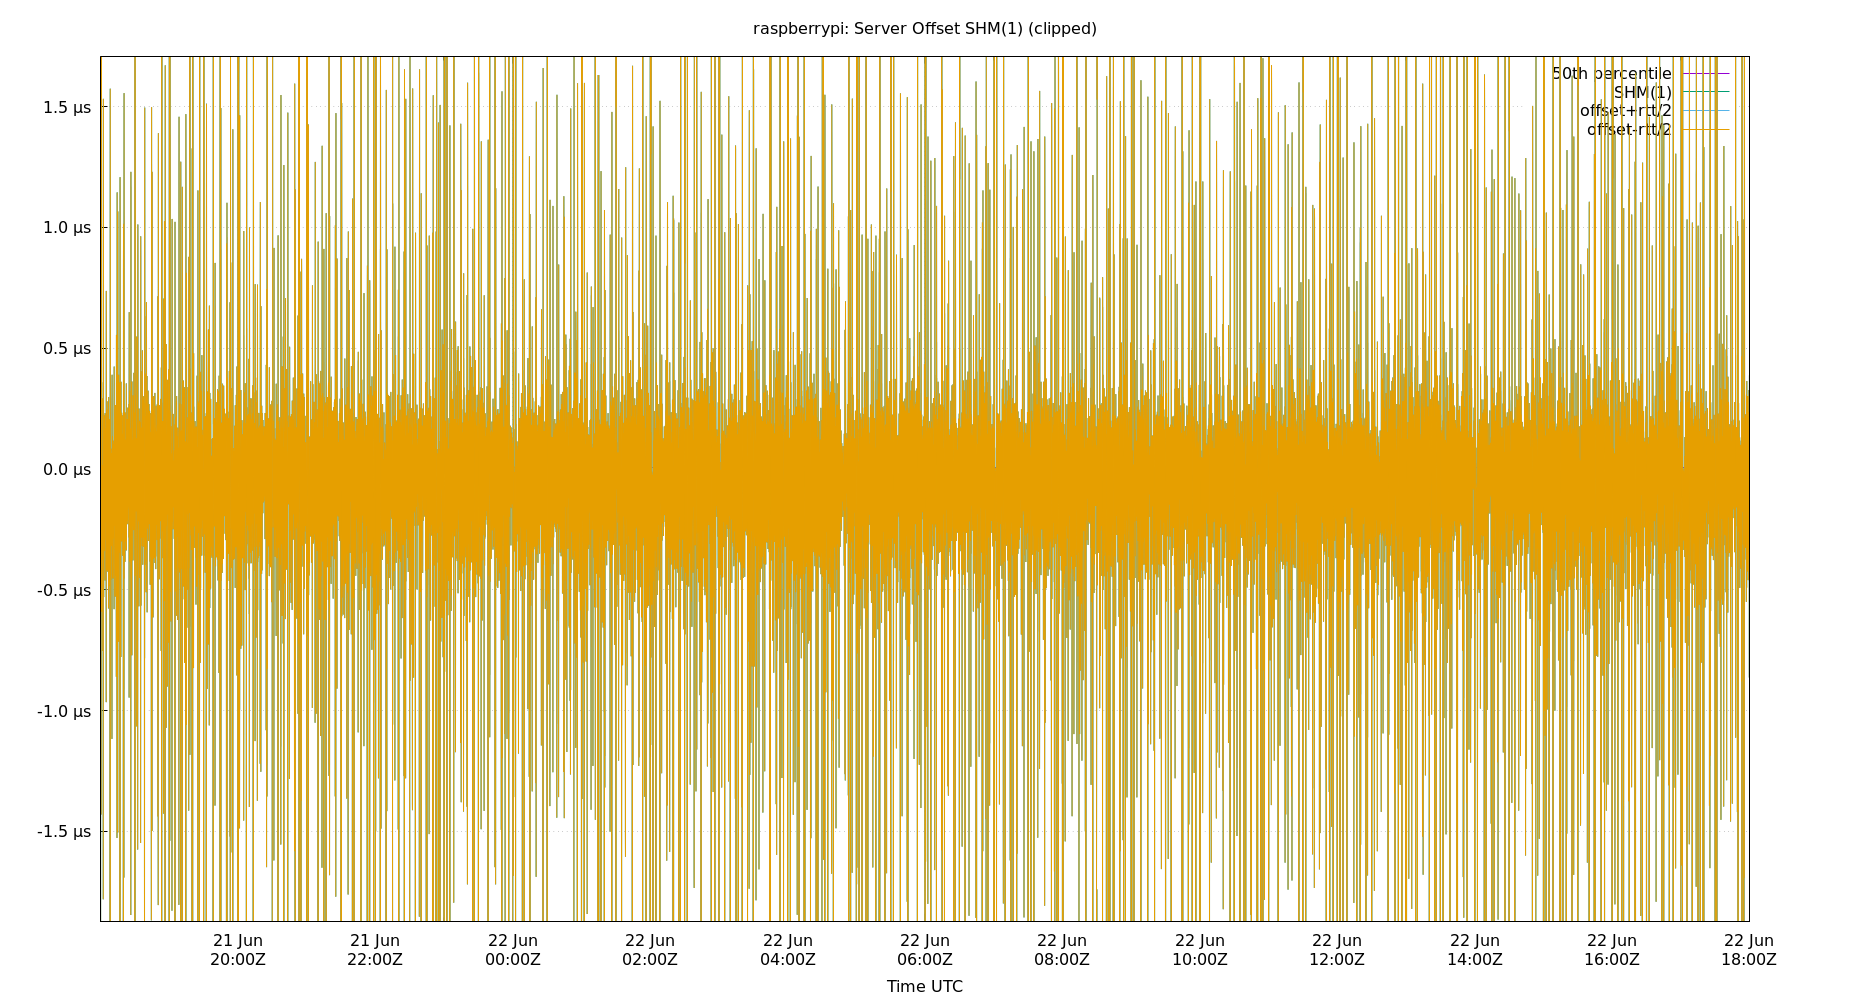 raspberrypi: Server Offset SHM(1) (clipped)
50th percentile
SHM(1)
offset+rtt/2
offset-rtt/2
1.5 µs
1.0 µs
0.5 µs
0.0 µs
-0.5 µs
-1.0 µs
-1.5 µs
21 Jun 21 Jun 22 Jun 22 Jun 22 Jun 22 Jun 22 Jun 22 Jun 22 Jun 22 Jun 22 Jun 22 Jun
20:00Z 22:00Z 00:00Z 02:00Z 04:00Z 06:00Z 08:00Z 10:00Z 12:00Z 14:00Z 16:00Z 18:00Z
Time UTC